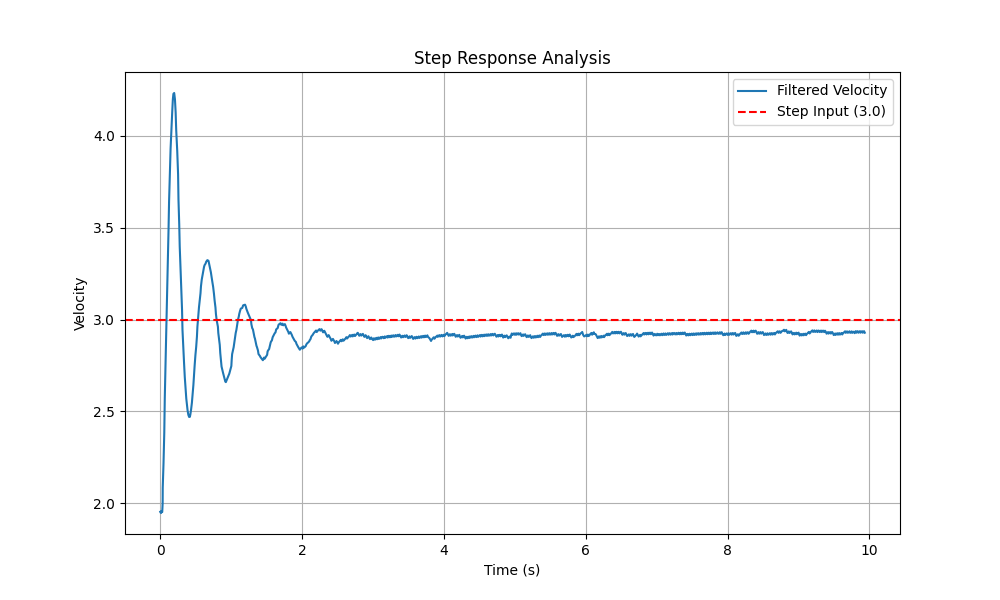 Step Response Analysis
Filtered Velocity
Step Input (3.0)
Velocity
4.0
3.5
3.0
2.5
2.0
0 2 4 6 8 10
Time (s)